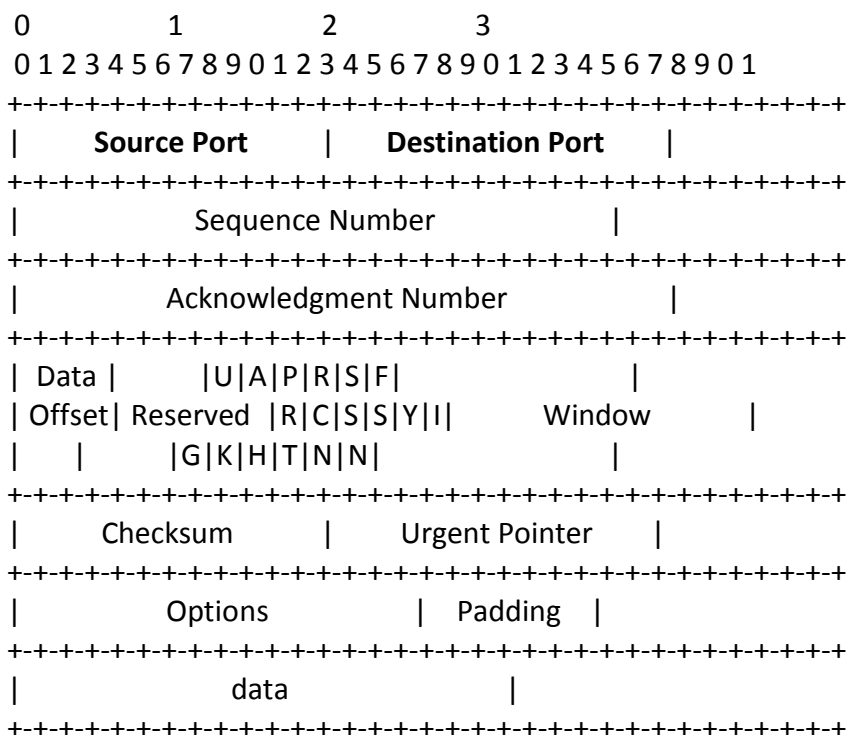 0 1 2 3
0 1 2 3 4 5 6 7 8 9 0 1 2 3 4 5 6 7 8 9 0 1 2 3 4 5 6 7 8 9 0 1
+-+-+-+-+-+-+-+-+-+-+-+-+-+-+-+-+-+-+-+-+-+-+-+-+-+-+-+-+-+-+-+-+
| Source Port | Destination Port |
+-+-+-+-+-+-+-+-+-+-+-+-+-+-+-+-+-+-+-+-+-+-+-+-+-+-+-+-+-+-+-+-+
| Sequence Number |
+-+-+-+-+-+-+-+-+-+-+-+-+-+-+-+-+-+-+-+-+-+-+-+-+-+-+-+-+-+-+-+-+
| Acknowledgment Number |
+-+-+-+-+-+-+-+-+-+-+-+-+-+-+-+-+-+-+-+-+-+-+-+-+-+-+-+-+-+-+-+-+
| Data | |U|A|P|R|S|F| |
| Offset| Reserved |R|C|S|S|Y|I| Window |
| | |G|K|H|T|N|N| |
+-+-+-+-+-+-+-+-+-+-+-+-+-+-+-+-+-+-+-+-+-+-+-+-+-+-+-+-+-+-+-+-+
| Checksum | Urgent Pointer |
+-+-+-+-+-+-+-+-+-+-+-+-+-+-+-+-+-+-+-+-+-+-+-+-+-+-+-+-+-+-+-+-+
| Options | Padding |
+-+-+-+-+-+-+-+-+-+-+-+-+-+-+-+-+-+-+-+-+-+-+-+-+-+-+-+-+-+-+-+-+
| data |
+-+-+-+-+-+-+-+-+-+-+-+-+-+-+-+-+-+-+-+-+-+-+-+-+-+-+-+-+-+-+-+-+